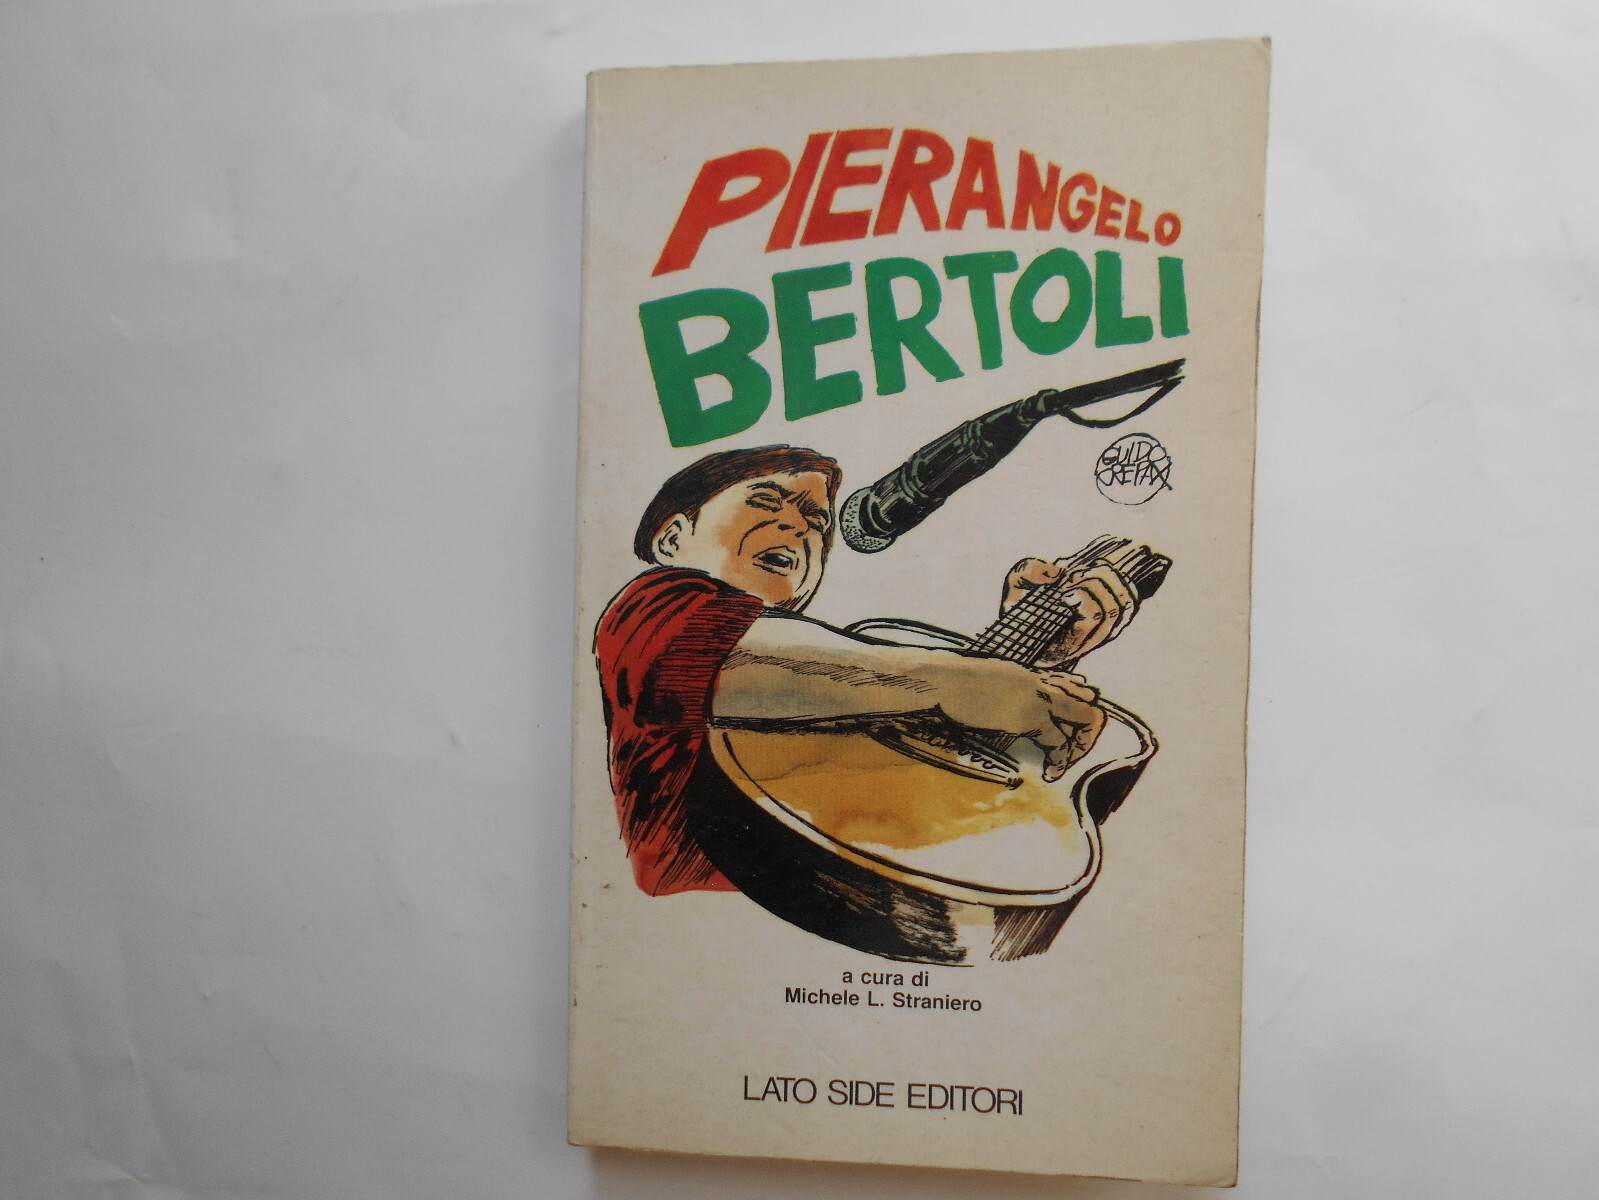 PIERANGELO
BERTOLI
GUIDO
CREPAX
a cura di
Michele L. Straniero
LATO SIDE EDITORI